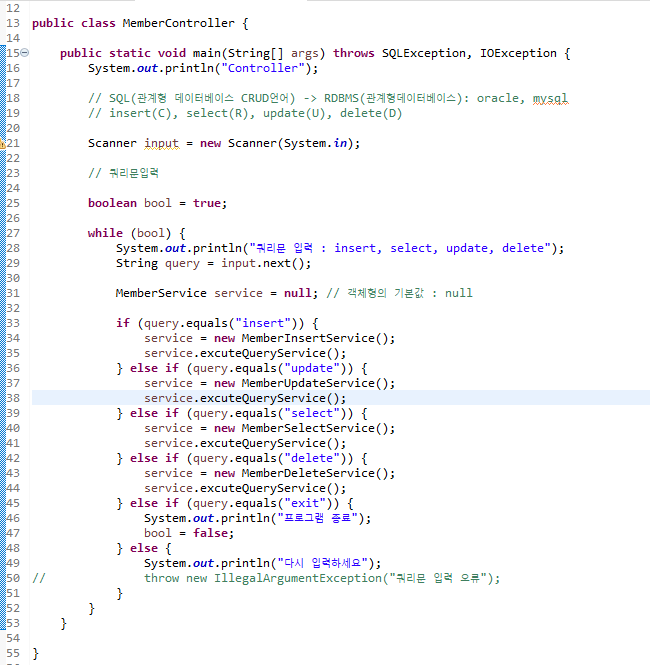 12
13 public class MemberController {
14
15     public static void main(String[] args) throws SQLException, IOException {
16         System.out.println("Controller");
17
18         // SQL(관계형 데이터베이스 CRUD언어) -> RDBMS(관계형데이터베이스): oracle, mysql
19         // insert(C), select(R), update(U), delete(D)
20
21         Scanner input = new Scanner(System.in);
22
23         // 쿼리문입력
24
25         boolean bool = true;
26
27         while (bool) {
28             System.out.println("쿼리문 입력 : insert, select, update, delete");
29             String query = input.next();
30
31             MemberService service = null; // 객체형의 기본값 : null
32
33             if (query.equals("insert")) {
34                 service = new MemberInsertService();
35                 service.excuteQueryService();
36             } else if (query.equals("update")) {
37                 service = new MemberUpdateService();
38                 service.excuteQueryService();
39             } else if (query.equals("select")) {
40                 service = new MemberSelectService();
41                 service.excuteQueryService();
42             } else if (query.equals("delete")) {
43                 service = new MemberDeleteService();
44                 service.excuteQueryService();
45             } else if (query.equals("exit")) {
46                 System.out.println("프로그램 종료");
47                 bool = false;
48             } else {
49                 System.out.println("다시 입력하세요");
50 //              throw new IllegalArgumentException("쿼리문 입력 오류");
51             }
52         }
53     }
54
55 }